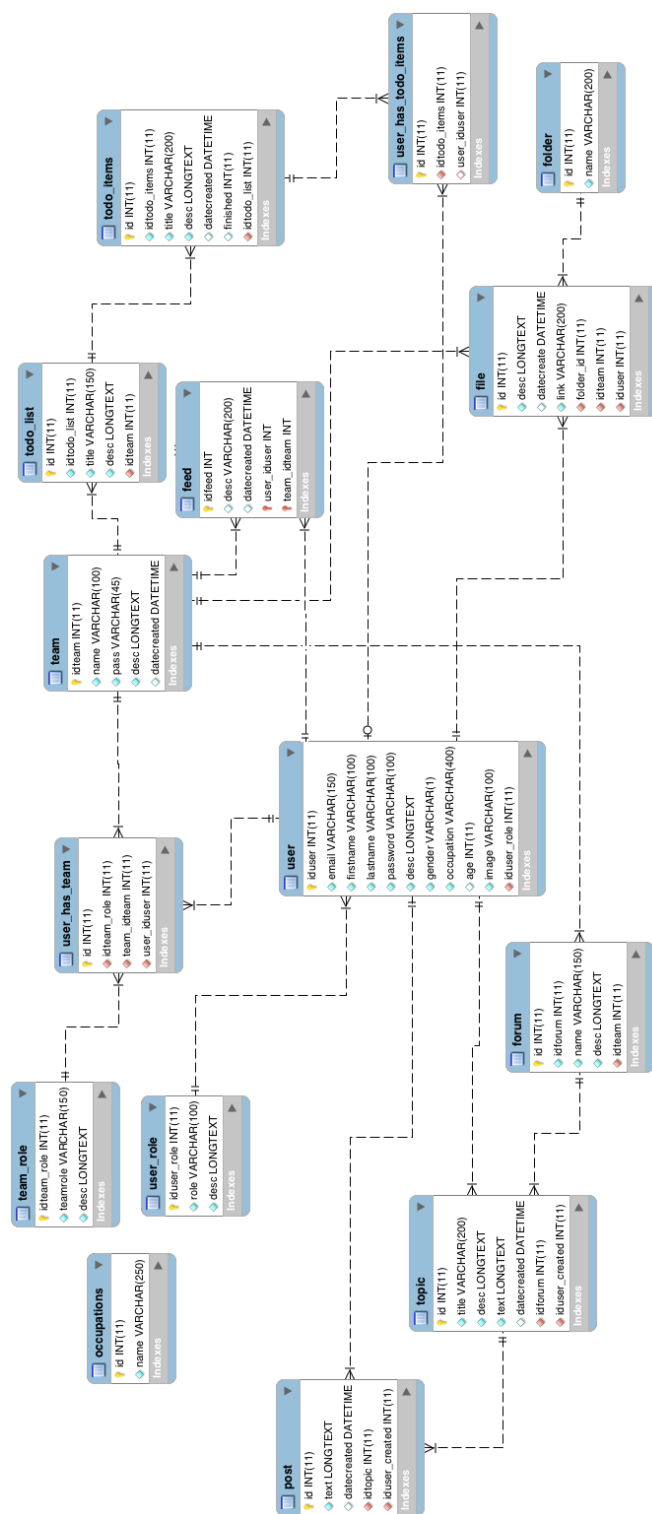 occupations
id INT(11)
name VARCHAR(250)
Indexes
team_role
idteam_role INT(11)
teamrole VARCHAR(150)
desc LONGTEXT
Indexes
user_has_team
id INT(11)
idteam_role INT(11)
team_idteam INT(11)
user_iduser INT(11)
Indexes
team
idteam INT(11)
name VARCHAR(100)
pass VARCHAR(45)
desc LONGTEXT
datecreated DATETIME
Indexes
todo_list
id INT(11)
idtodo_list INT(11)
title VARCHAR(150)
desc LONGTEXT
idteam INT(11)
Indexes
todo_items
id INT(11)
idtodo_items INT(11)
title VARCHAR(200)
desc LONGTEXT
datecreated DATETIME
finished INT(11)
idtodo_list INT(11)
Indexes
user_role
iduser_role INT(11)
role VARCHAR(100)
desc LONGTEXT
Indexes
feed
idfeed INT
desc VARCHAR(200)
datecreated DATETIME
user_iduser INT
team_idteam INT
Indexes
user
iduser INT(11)
email VARCHAR(150)
firstname VARCHAR(100)
lastname VARCHAR(100)
password VARCHAR(100)
desc LONGTEXT
gender VARCHAR(1)
occupation VARCHAR(400)
age INT(11)
image VARCHAR(100)
iduser_role INT(11)
Indexes
user_has_todo_items
id INT(11)
idtodo_items INT(11)
user_iduser INT(11)
Indexes
post
id INT(11)
text LONGTEXT
datecreated DATETIME
idtopic INT(11)
iduser_created INT(11)
Indexes
topic
id INT(11)
title VARCHAR(200)
desc LONGTEXT
text LONGTEXT
datecreated DATETIME
idforum INT(11)
iduser_created INT(11)
Indexes
forum
id INT(11)
idforum INT(11)
name VARCHAR(150)
desc LONGTEXT
idteam INT(11)
Indexes
file
id INT(11)
desc LONGTEXT
datecreate DATETIME
link VARCHAR(200)
folder_id INT(11)
idteam INT(11)
iduser INT(11)
Indexes
folder
id INT(11)
name VARCHAR(200)
Indexes